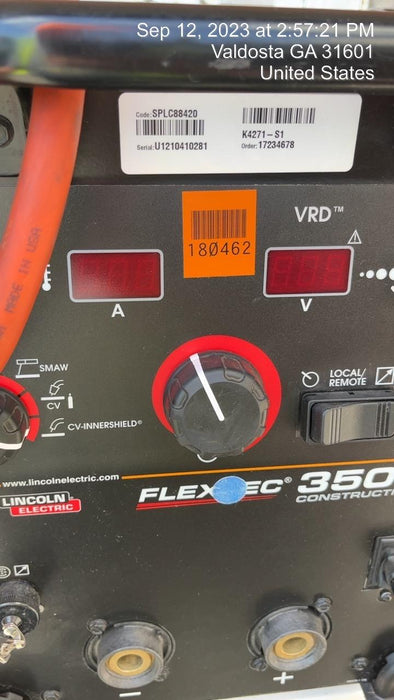 Sep 12, 2023 at 2:57:21 PM
Valdosta GA 31601
United States
Code: SPLC88420
K4271-S1
Serial: U1210410281
Order: 17234678
180462
VRD™
MADE IN USA
A
V
SMAW
CV
CV-INNERSHIELD®
LOCAL/
REMOTE
www.lincolnelectric.com
LINCOLN
ELECTRIC
FLEX EC® 350
CONSTRUCTI